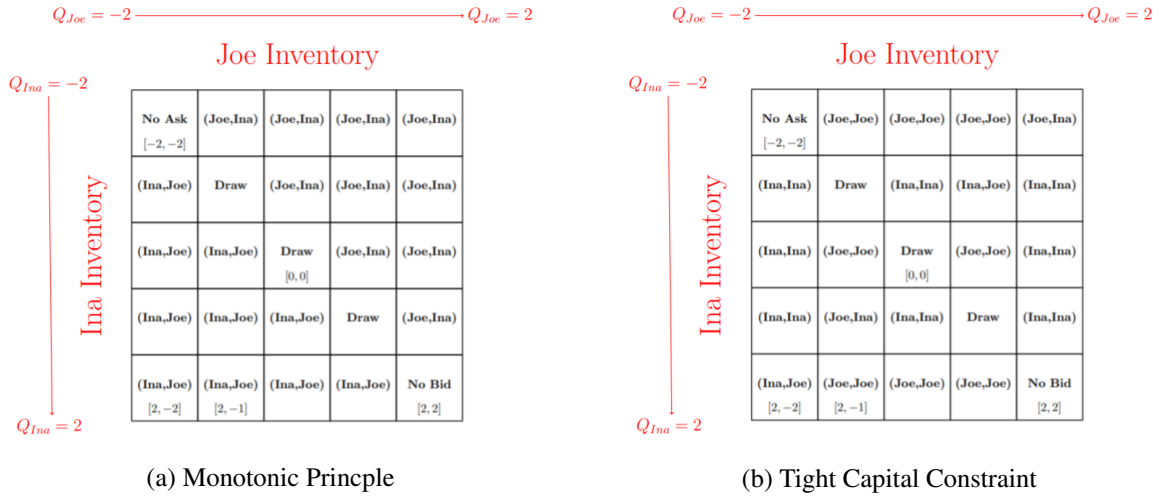 Q_{Joe} = −2 Q_{Joe} = 2
Joe Inventory
Q_{Ina} = −2
Ina Inventory
No Ask (Joe,Ina) (Joe,Ina) (Joe,Ina) (Joe,Ina)
[−2, −2]
(Ina,Joe) Draw (Joe,Ina) (Joe,Ina) (Joe,Ina)
(Ina,Joe) (Ina,Joe) Draw (Joe,Ina) (Joe,Ina)
[0, 0]
(Ina,Joe) (Ina,Joe) (Ina,Joe) Draw (Joe,Ina)
(Ina,Joe) (Ina,Joe) (Ina,Joe) (Ina,Joe) No Bid
[2, −2] [2, −1] [2, 2]
Q_{Ina} = 2
(a) Monotonic Princple
Q_{Joe} = −2 Q_{Joe} = 2
Joe Inventory
Q_{Ina} = −2
Ina Inventory
No Ask (Joe,Joe) (Joe,Joe) (Joe,Joe) (Joe,Ina)
[−2, −2]
(Ina,Ina) Draw (Ina,Ina) (Ina,Joe) (Ina,Ina)
(Ina,Ina) (Joe,Joe) Draw (Joe,Joe) (Ina,Ina)
[0, 0]
(Ina,Ina) (Joe,Ina) (Ina,Ina) Draw (Ina,Ina)
(Ina,Joe) (Joe,Joe) (Joe,Joe) (Joe,Joe) No Bid
[2, −2] [2, −1] [2, 2]
Q_{Ina} = 2
(b) Tight Capital Constraint